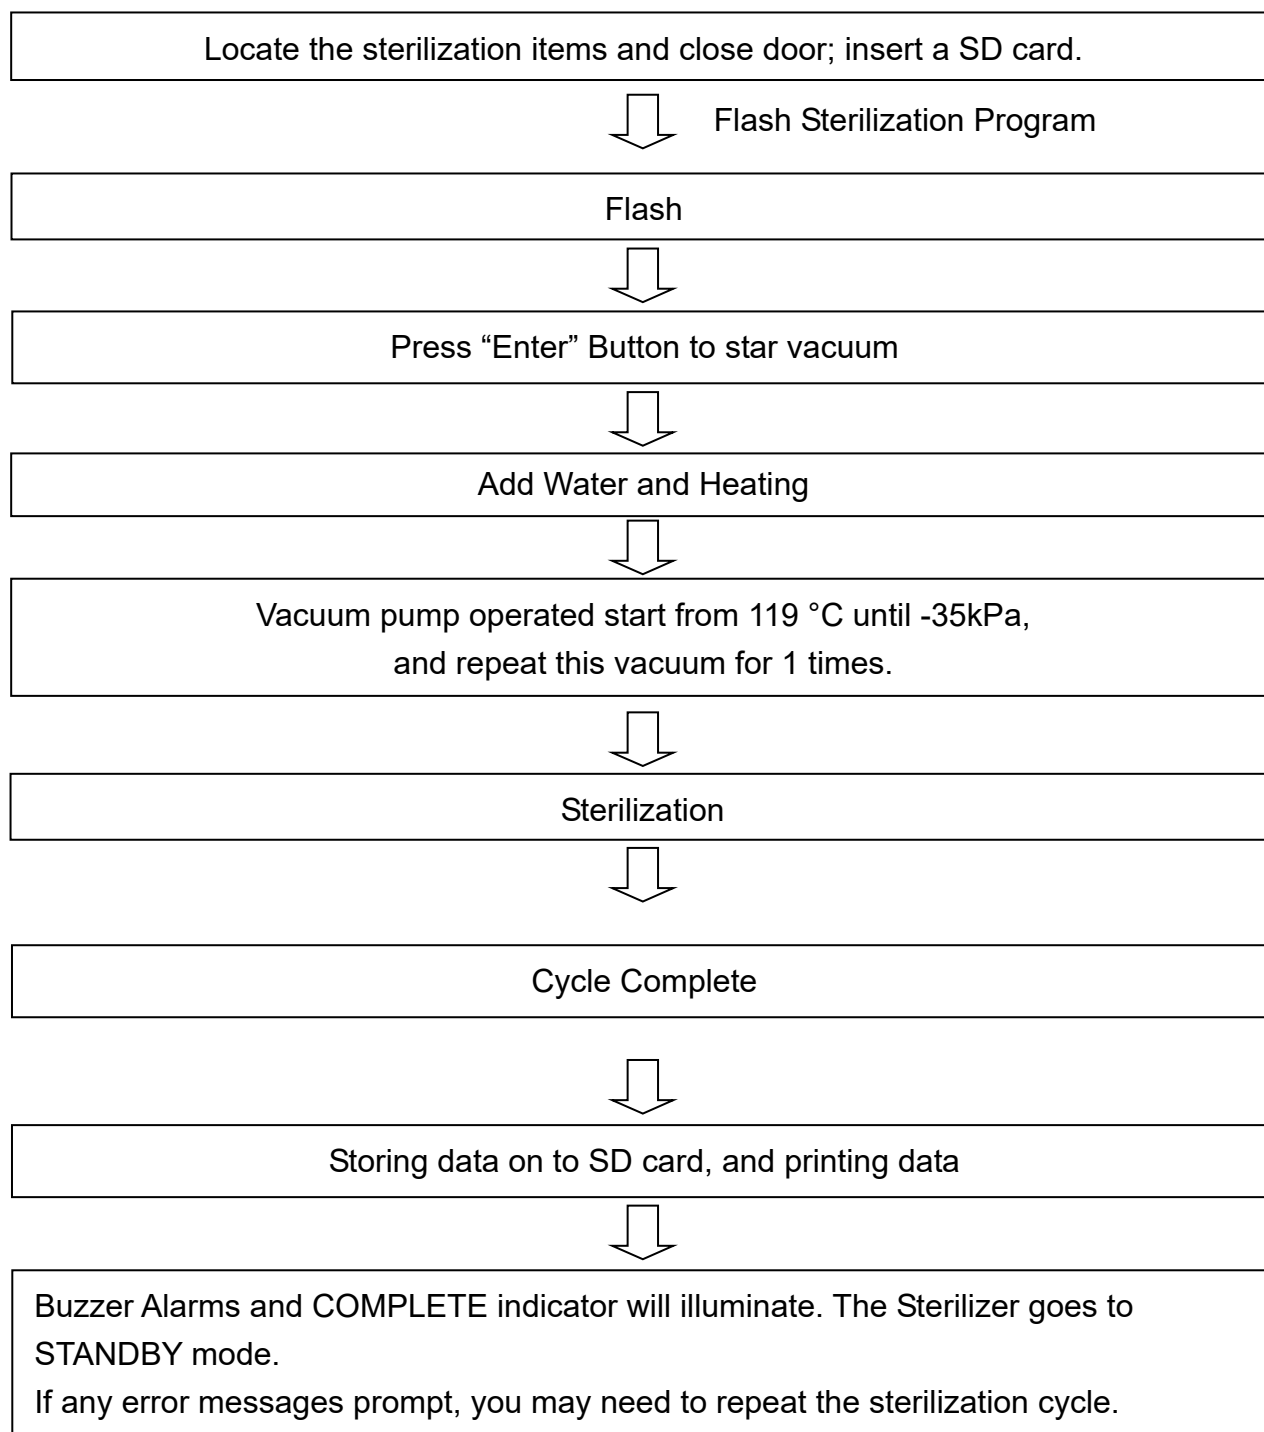 Locate the sterilization items and close door; insert a SD card.
Flash Sterilization Program
Flash
Press “Enter” Button to star vacuum
Add Water and Heating
Vacuum pump operated start from 119 °C until -35kPa,
and repeat this vacuum for 1 times.
Sterilization
Cycle Complete
Storing data on to SD card, and printing data
Buzzer Alarms and COMPLETE indicator will illuminate. The Sterilizer goes to
STANDBY mode.
If any error messages prompt, you may need to repeat the sterilization cycle.